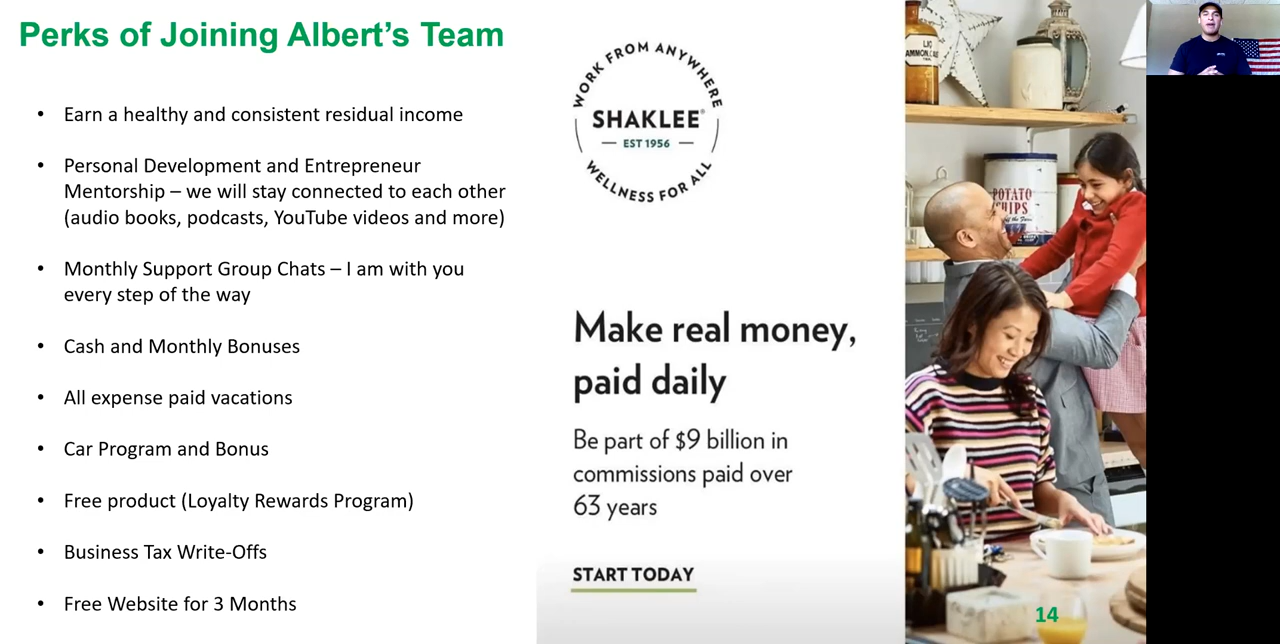 Perks of Joining Albert's Team
• Earn a healthy and consistent residual income
• Personal Development and Entrepreneur
Mentorship – we will stay connected to each other
(audio books, podcasts, YouTube videos and more)
• Monthly Support Group Chats – I am with you
every step of the way
• Cash and Monthly Bonuses
• All expense paid vacations
• Car Program and Bonus
• Free product (Loyalty Rewards Program)
• Business Tax Write-Offs
• Free Website for 3 Months
WORK FROM ANYWHERE
SHAKLEE®
EST 1956
WELLNESS FOR ALL
Make real money,
paid daily
Be part of $9 billion in
commissions paid over
63 years
START TODAY
POTATO
CHIPS
14